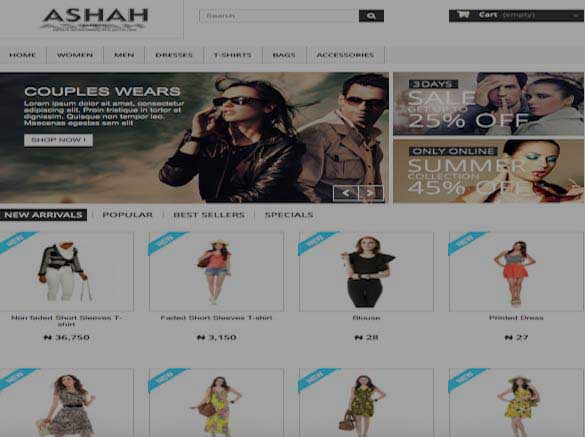 ASHAH
Search
Cart (empty)
HOME WOMEN MEN DRESSES T-SHIRTS BAGS ACCESSORIES
COUPLES WEARS
Lorem ipsum dolor sit amet, consectetur
adipiscing elit. Proin tristique in tortor et
dignissim. Quisque non tempor leo.
Maecenas egestas sem elit
SHOP NOW !
3 DAYS
SALE
GET UP TO
25% OFF
ONLY ONLINE
SUMMER
COLLECTION
45% OFF
NEW ARRIVALS POPULAR BEST SELLERS SPECIALS
NEW NEW NEW NEW
Non faded Short Sleeves T-
shirt
Faded Short Sleeves T-shirt
Blouse
Printed Dress
₦ 36,750 ₦ 3,150 ₦ 28 ₦ 27
NEW NEW NEW NEW